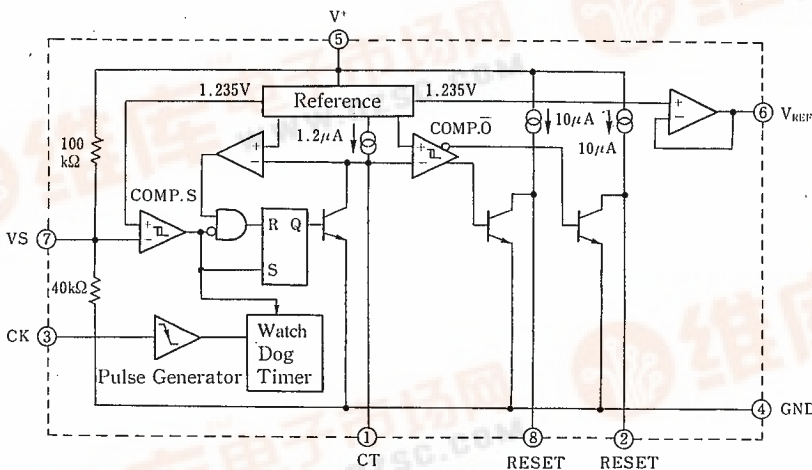 V⁺
⑤
1.235V
Reference
1.235V
100 kΩ
1.2μA
COMP.O̅
10μA
10μA
+
−
⑥ V_REF
COMP.S
+
−
+
−
+
−
R Q
S
VS ⑦
40kΩ
CK ③
Pulse Generator
Watch
Dog
Timer
④ GND
①
⑧
②
CT
RESET
RESET